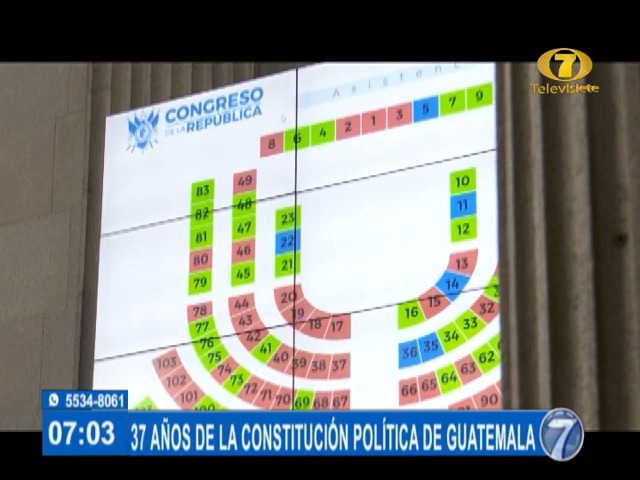 7
Televisiete
CONGRESO
DE LA REPÚBLICA
Asistenc
8 6 4 2 1 3 5 7 9
83 49 10
82 48 23 11
81 47 22 12
80 46 21
79 45 13
78 44 20 14
77 43 19 18 17 16 15 32
76 42 34 33
75 41 40 39 38 37 36 35
74 73 72 71 70 69 68 67 66 65 64 63 62
103
102
101
100
90
5534-8061
07:03 37 AÑOS DE LA CONSTITUCIÓN POLÍTICA DE GUATEMALA 7